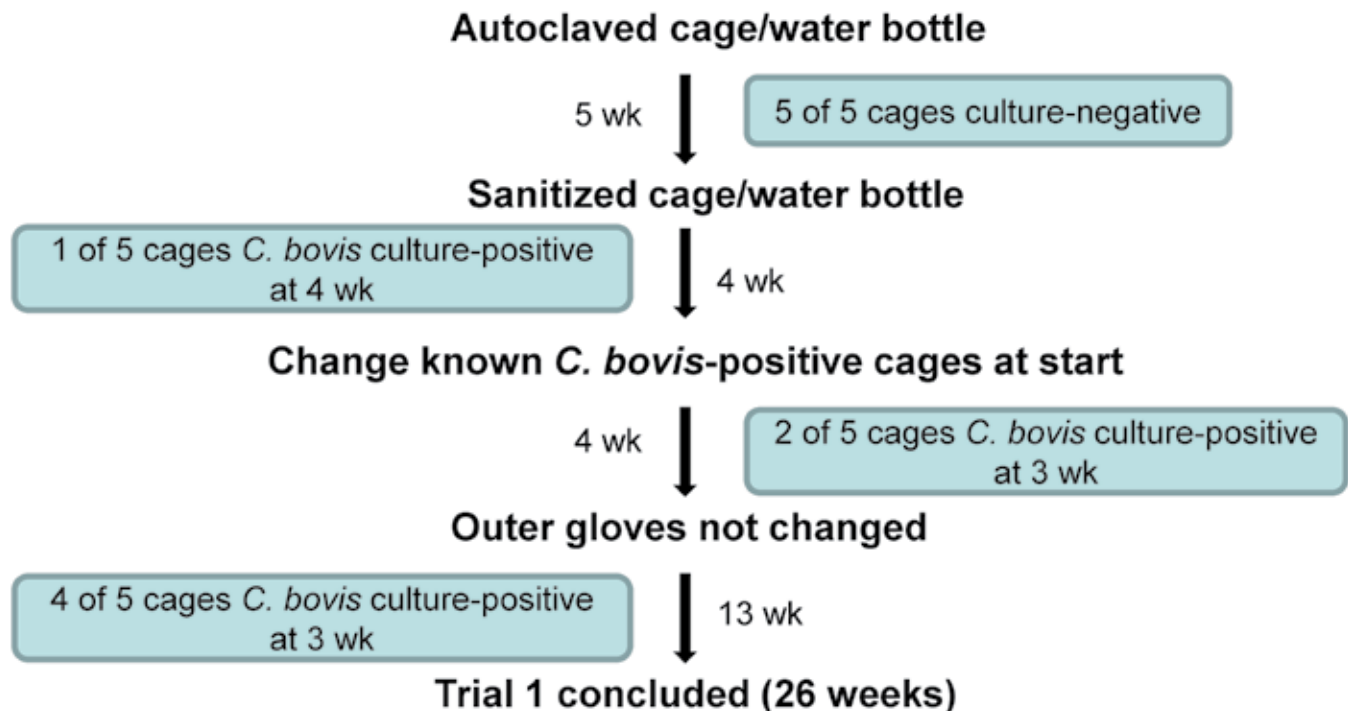 Autoclaved cage/water bottle
5 wk
5 of 5 cages culture-negative
Sanitized cage/water bottle
1 of 5 cages C. bovis culture-positive
at 4 wk
4 wk
Change known C. bovis-positive cages at start
4 wk
2 of 5 cages C. bovis culture-positive
at 3 wk
Outer gloves not changed
4 of 5 cages C. bovis culture-positive
at 3 wk
13 wk
Trial 1 concluded (26 weeks)